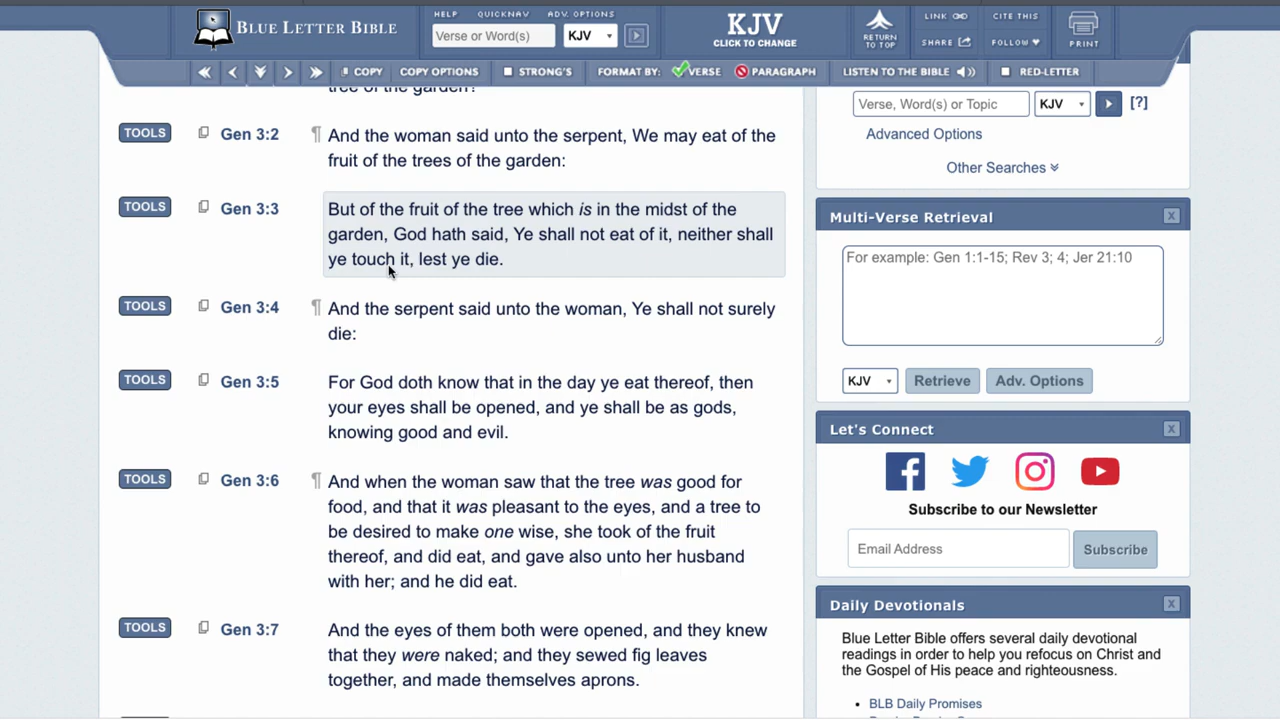 BLUE LETTER BIBLE
HELP QUICKNAV ADV. OPTIONS
Verse or Word(s) KJV
KJV
CLICK TO CHANGE
RETURN
TO TOP
LINK
SHARE
CITE THIS
FOLLOW
PRINT
COPY COPY OPTIONS STRONG'S FORMAT BY: VERSE PARAGRAPH LISTEN TO THE BIBLE RED-LETTER
tree of the garden?
TOOLS Gen 3:2 ¶ And the woman said unto the serpent, We may eat of the
fruit of the trees of the garden:
TOOLS Gen 3:3 But of the fruit of the tree which is in the midst of the
garden, God hath said, Ye shall not eat of it, neither shall
ye touch it, lest ye die.
TOOLS Gen 3:4 ¶ And the serpent said unto the woman, Ye shall not surely
die:
TOOLS Gen 3:5 For God doth know that in the day ye eat thereof, then
your eyes shall be opened, and ye shall be as gods,
knowing good and evil.
TOOLS Gen 3:6 ¶ And when the woman saw that the tree was good for
food, and that it was pleasant to the eyes, and a tree to
be desired to make one wise, she took of the fruit
thereof, and did eat, and gave also unto her husband
with her; and he did eat.
TOOLS Gen 3:7 And the eyes of them both were opened, and they knew
that they were naked; and they sewed fig leaves
together, and made themselves aprons.
Verse, Word(s) or Topic KJV [?]
Advanced Options
Other Searches
Multi-Verse Retrieval X
For example: Gen 1:1-15; Rev 3; 4; Jer 21:10
KJV Retrieve Adv. Options
Let's Connect X
Subscribe to our Newsletter
Email Address Subscribe
Daily Devotionals X
Blue Letter Bible offers several daily devotional
readings in order to help you refocus on Christ and
the Gospel of His peace and righteousness.
• BLB Daily Promises